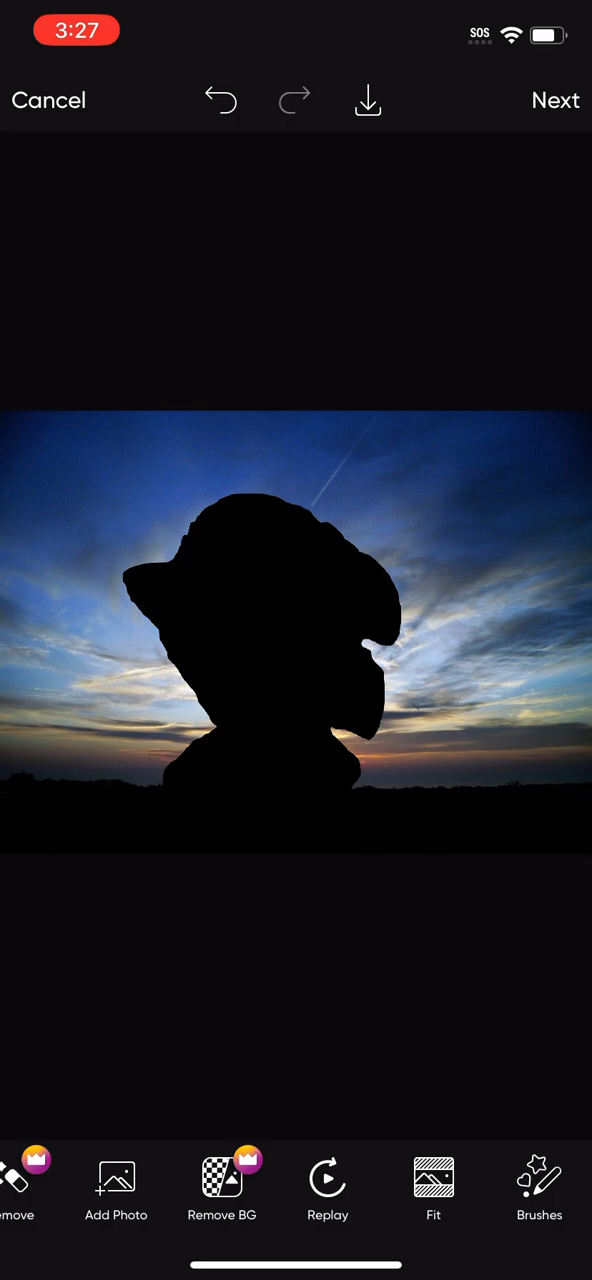 3:27
SOS
Cancel
Next
emove
Add Photo
Remove BG
Replay
Fit
Brushes